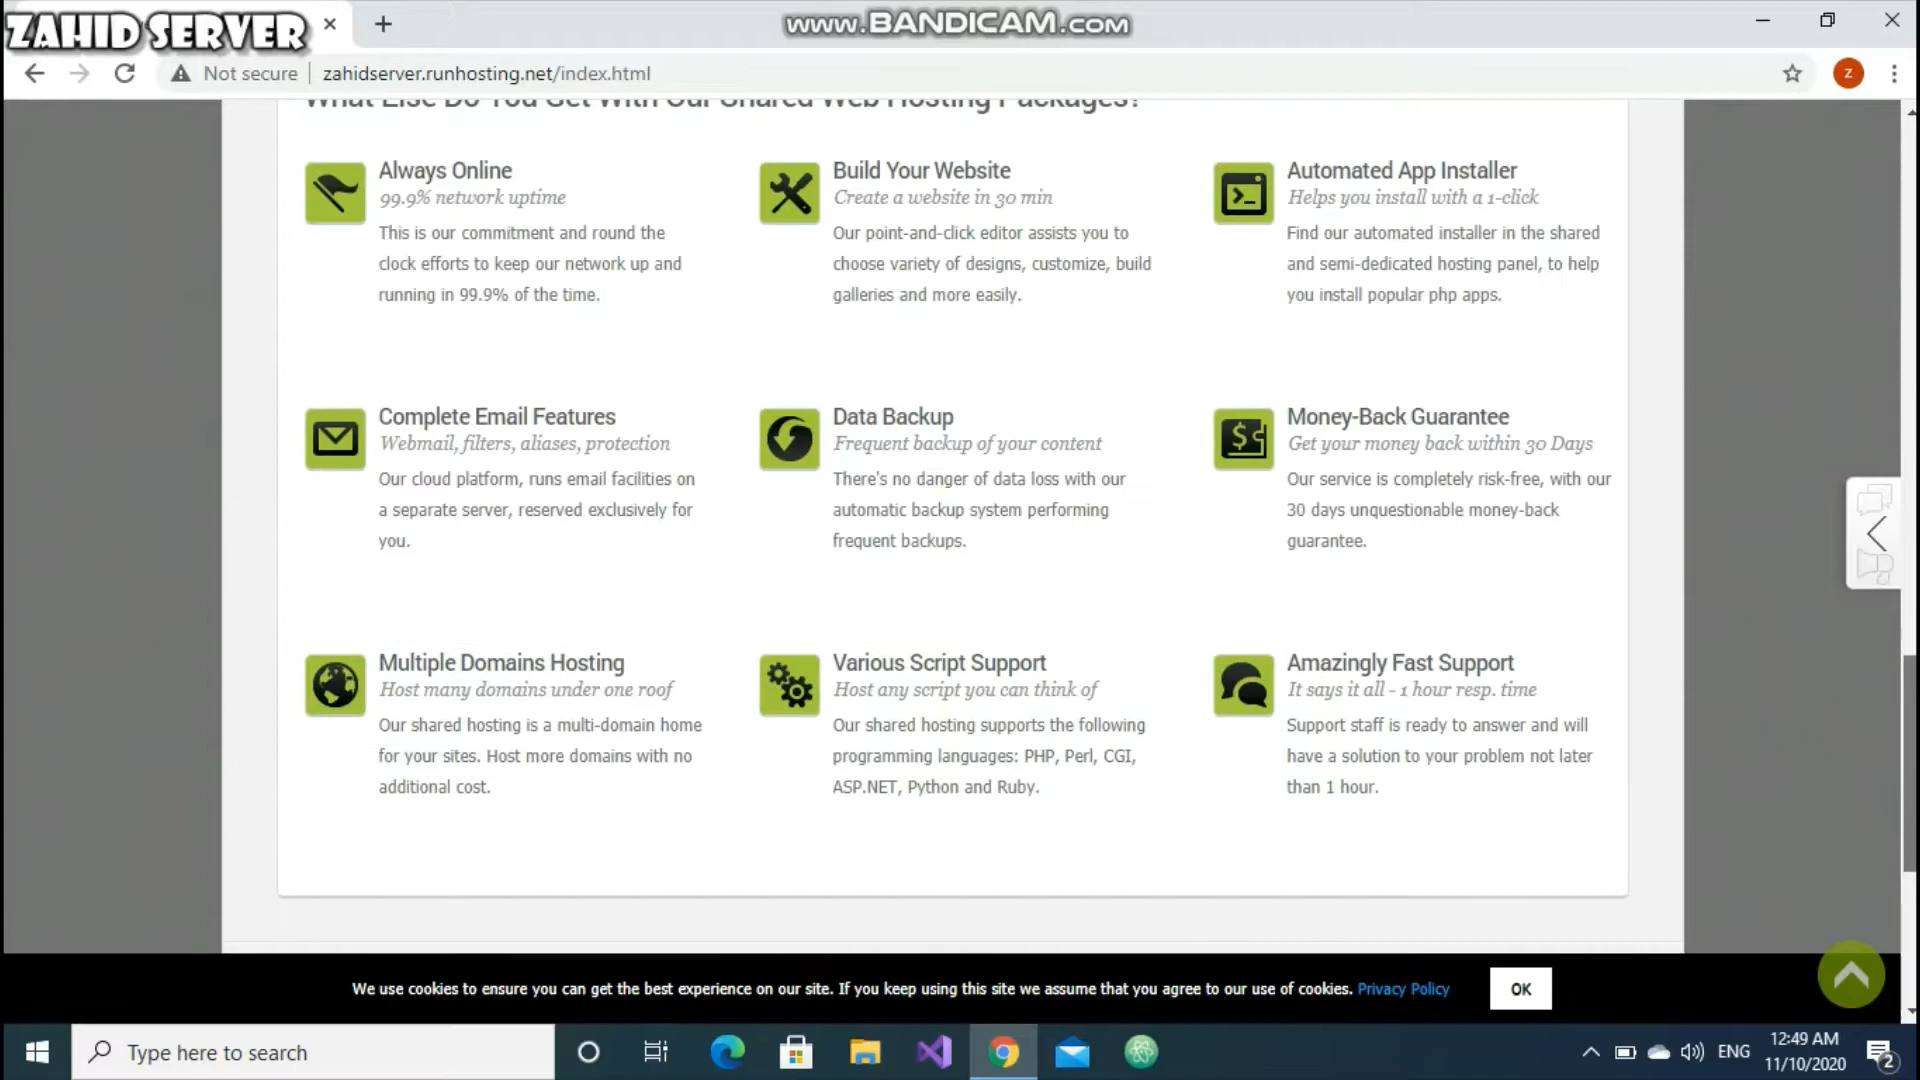 ZAHID SERVER
www.BANDICAM.com
Not secure
zahidserver.runhosting.net/index.html
Z
What Else Do You Get With Our Shared Web Hosting Packages?
Always Online
99.9% network uptime
This is our commitment and round the
clock efforts to keep our network up and
running in 99.9% of the time.
Build Your Website
Create a website in 30 min
Our point-and-click editor assists you to
choose variety of designs, customize, build
galleries and more easily.
Automated App Installer
Helps you install with a 1-click
Find our automated installer in the shared
and semi-dedicated hosting panel, to help
you install popular php apps.
Complete Email Features
Webmail, filters, aliases, protection
Our cloud platform, runs email facilities on
a separate server, reserved exclusively for
you.
Data Backup
Frequent backup of your content
There's no danger of data loss with our
automatic backup system performing
frequent backups.
Money-Back Guarantee
Get your money back within 30 Days
Our service is completely risk-free, with our
30 days unquestionable money-back
guarantee.
Multiple Domains Hosting
Host many domains under one roof
Our shared hosting is a multi-domain home
for your sites. Host more domains with no
additional cost.
Various Script Support
Host any script you can think of
Our shared hosting supports the following
programming languages: PHP, Perl, CGI,
ASP.NET, Python and Ruby.
Amazingly Fast Support
It says it all - 1 hour resp. time
Support staff is ready to answer and will
have a solution to your problem not later
than 1 hour.
We use cookies to ensure you can get the best experience on our site. If you keep using this site we assume that you agree to our use of cookies. Privacy Policy
OK
Type here to search
ENG
12:49 AM
11/10/2020
2